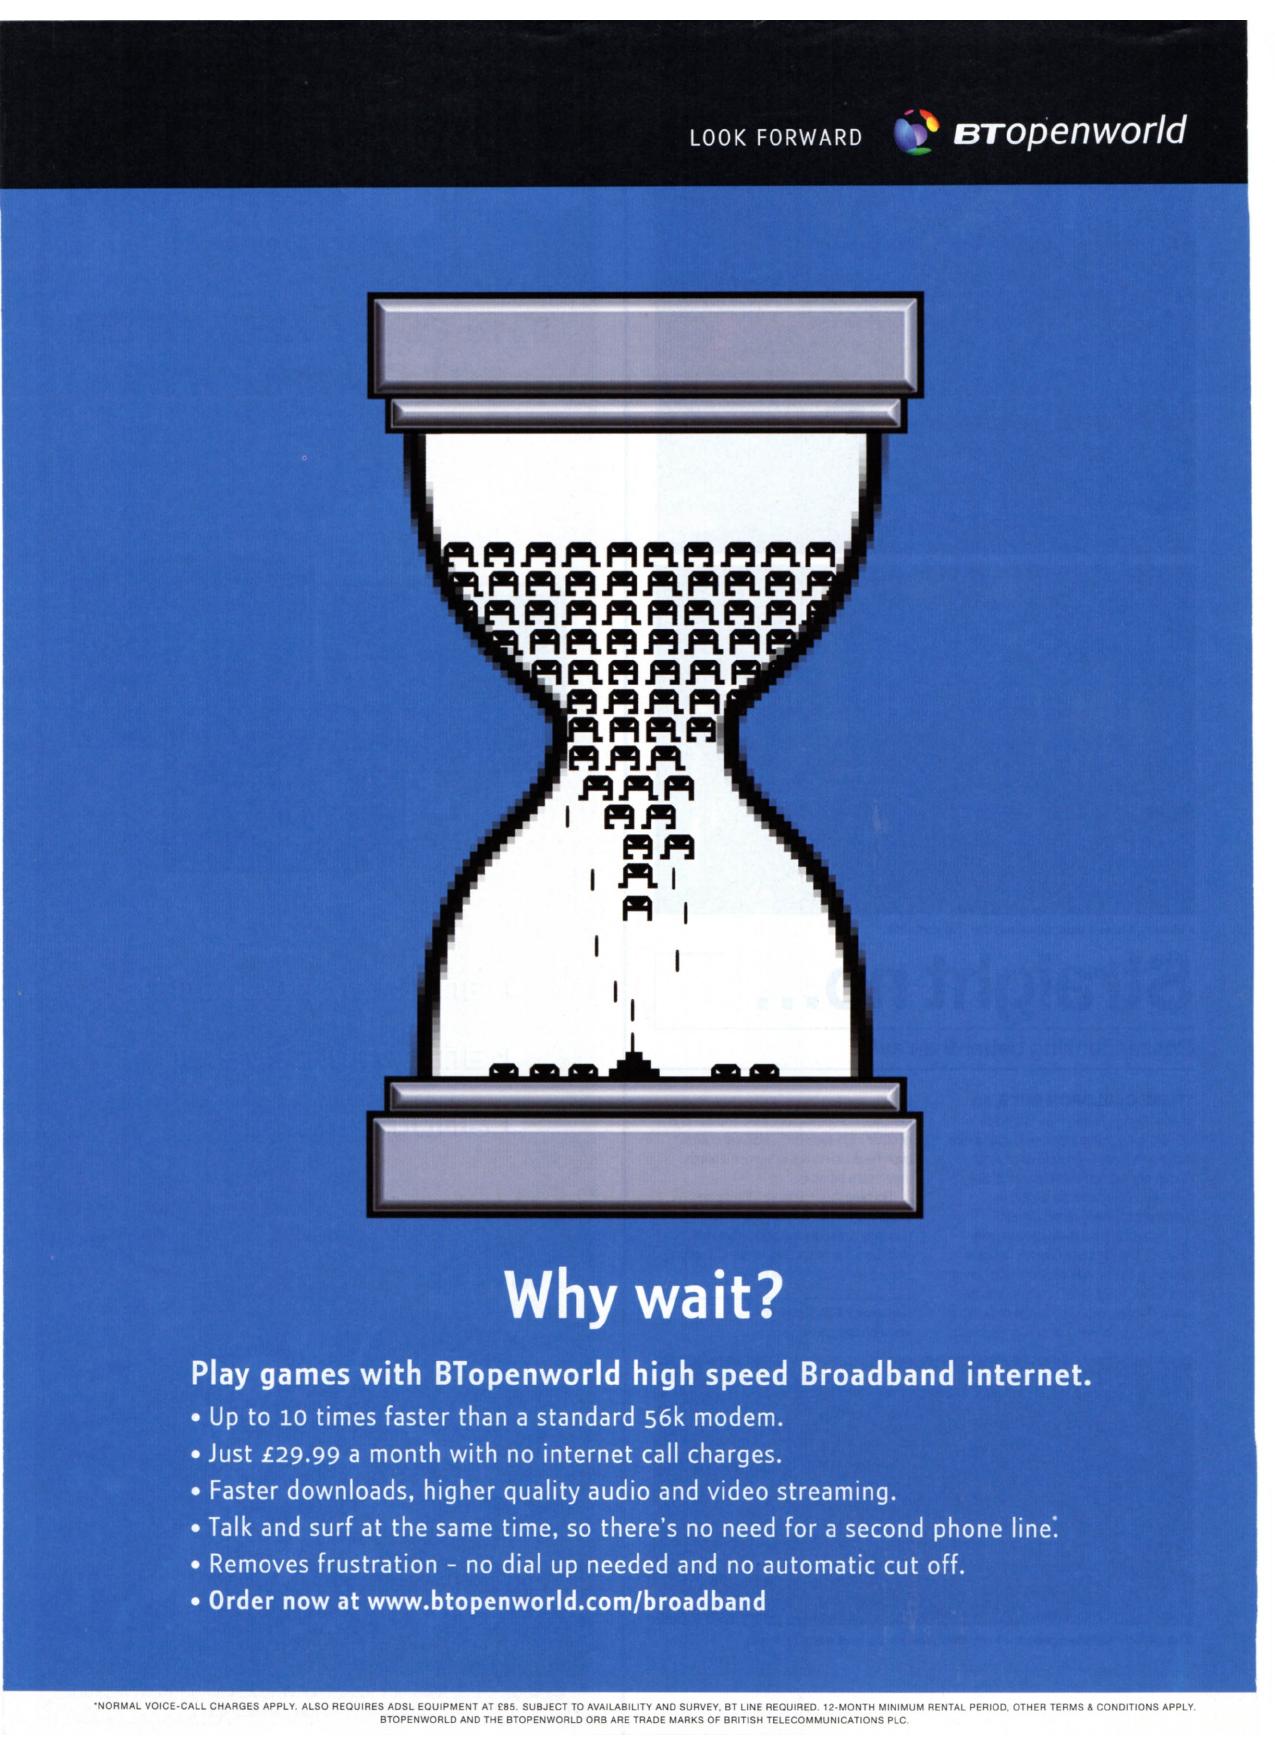 LOOK FORWARD BTopenworld
Why wait?
Play games with BTopenworld high speed Broadband internet.
• Up to 10 times faster than a standard 56k modem.
• Just £29.99 a month with no internet call charges.
• Faster downloads, higher quality audio and video streaming.
• Talk and surf at the same time, so there's no need for a second phone line.*
• Removes frustration – no dial up needed and no automatic cut off.
• Order now at www.btopenworld.com/broadband
*NORMAL VOICE-CALL CHARGES APPLY. ALSO REQUIRES ADSL EQUIPMENT AT £85. SUBJECT TO AVAILABILITY AND SURVEY, BT LINE REQUIRED. 12-MONTH MINIMUM RENTAL PERIOD, OTHER TERMS & CONDITIONS APPLY.
BTOPENWORLD AND THE BTOPENWORLD ORB ARE TRADE MARKS OF BRITISH TELECOMMUNICATIONS PLC.